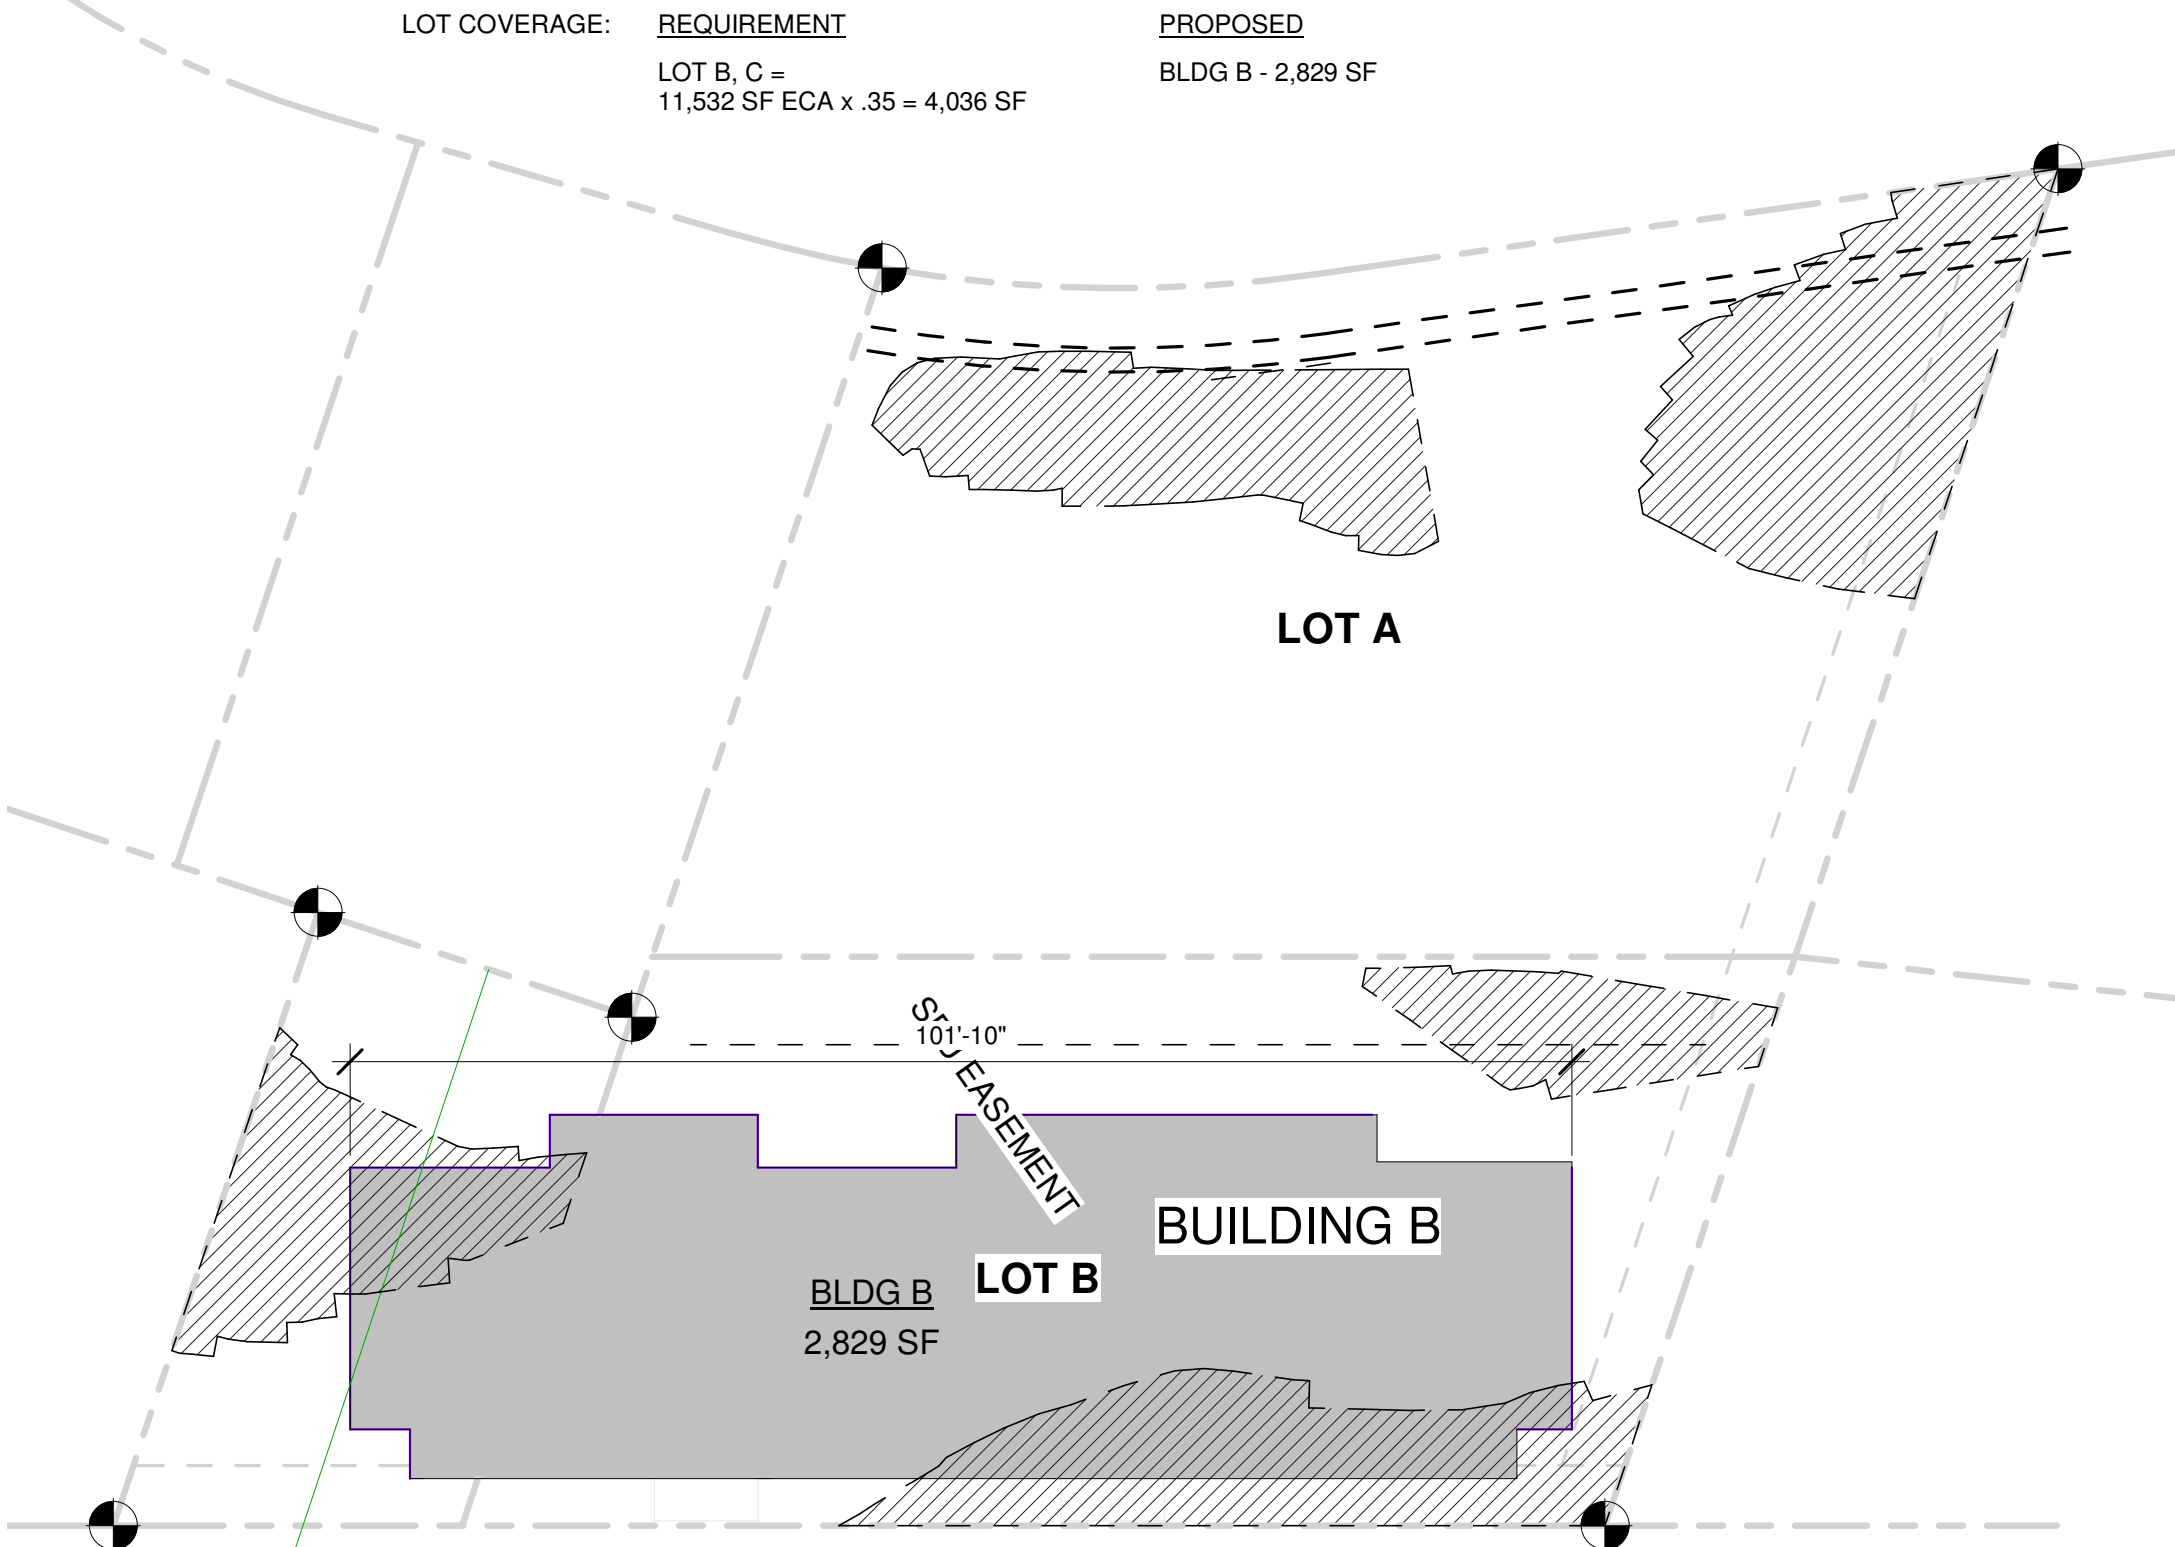 LOT COVERAGE: REQUIREMENT PROPOSED
LOT B, C = BLDG B - 2,829 SF
11,532 SF ECA x .35 = 4,036 SF
LOT A
101'-10"
EASEMENT
BUILDING B
LOT B
BLDG B
2,829 SF